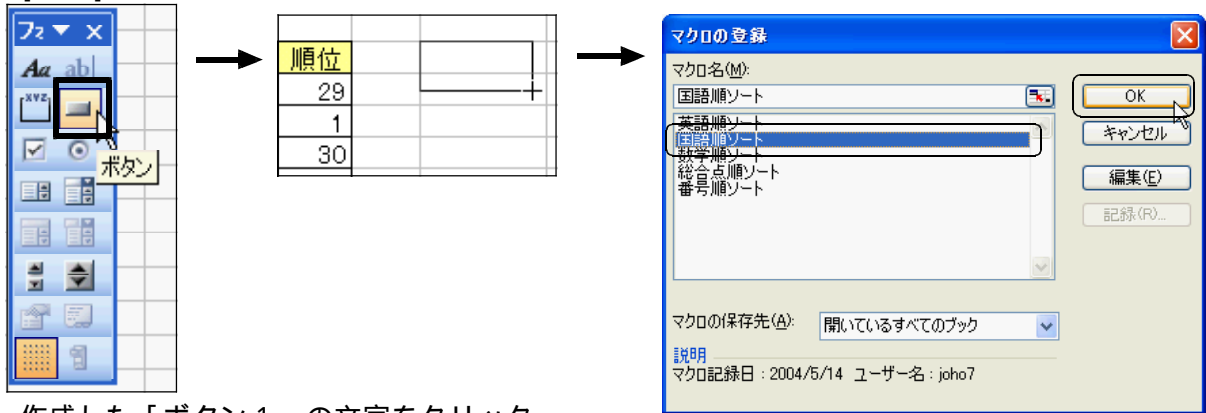 フォ
Aa ab
XYZ
ボタン
順位
29
1
30
マクロの登録
マクロ名(M):
国語順ソート
英語順ソート
国語順ソート
数学順ソート
総合点順ソート
番号順ソート
OK
キャンセル
編集(E)
記録(R)...
マクロの保存先(A): 開いているすべてのブック
説明
マクロ記録日 : 2004/5/14 ユーザー名 : joho7
作成した「ボタン 1
の文字をクリック